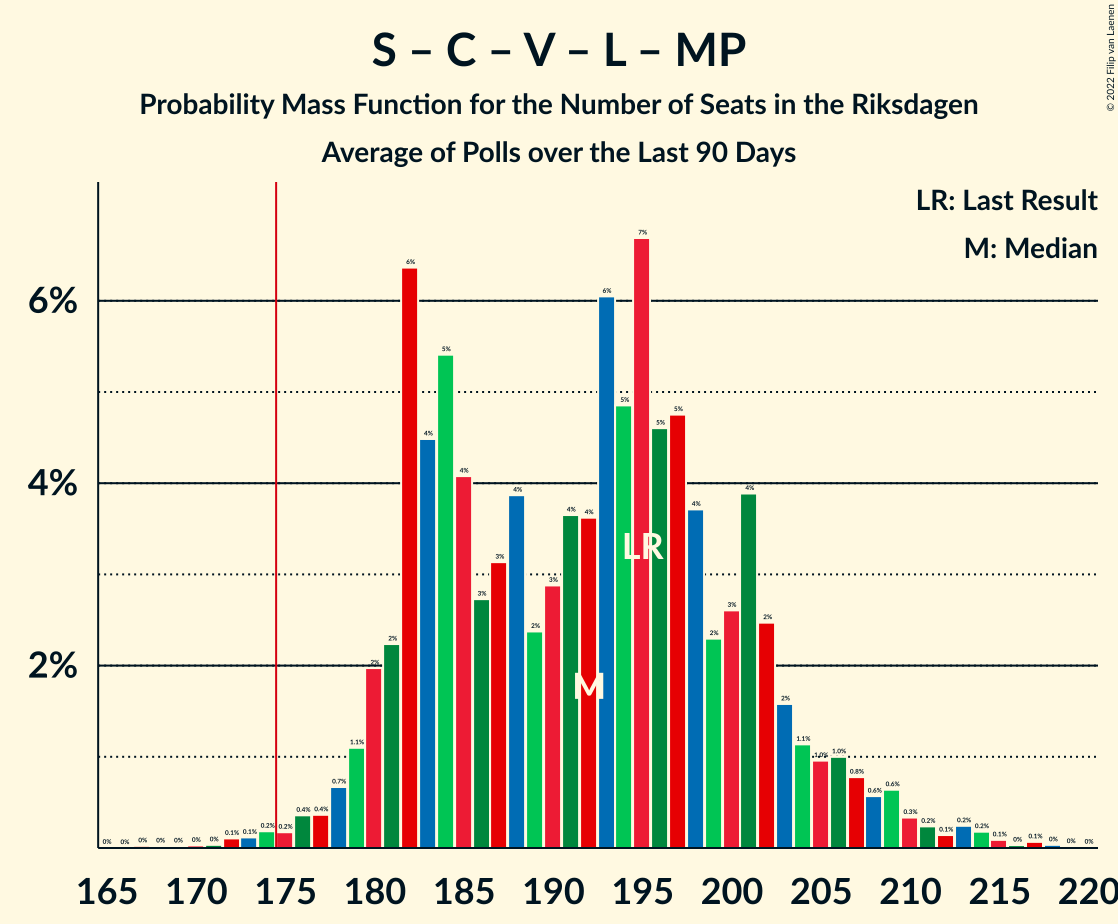 S – C – V – L – MP
Probability Mass Function for the Number of Seats in the Riksdagen
Average of Polls over the Last 90 Days
© 2022 Filip van Laenen
LR: Last Result
M: Median
6%
4%
2%
0% 0% 0% 0% 0% 0% 0% 0.1% 0.1% 0.2% 0.2% 0.4% 0.4% 0.7% 1.1% 2% 2% 6% 4% 5% 4% 3% 3% 4% 2% 3% 4% 4% 6% 5% 7% 5% 5% 4% 2% 3% 4% 2% 2% 1.1% 1.0% 1.0% 0.8% 0.6% 0.6% 0.3% 0.2% 0.1% 0.2% 0.2% 0.1% 0% 0.1% 0% 0% 0%
LR
M
165 170 175 180 185 190 195 200 205 210 215 220